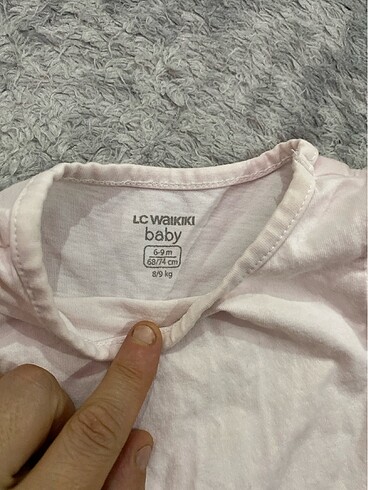 LC WAIKIKI
baby
6-9 m
68/74 cm
8/9 kg